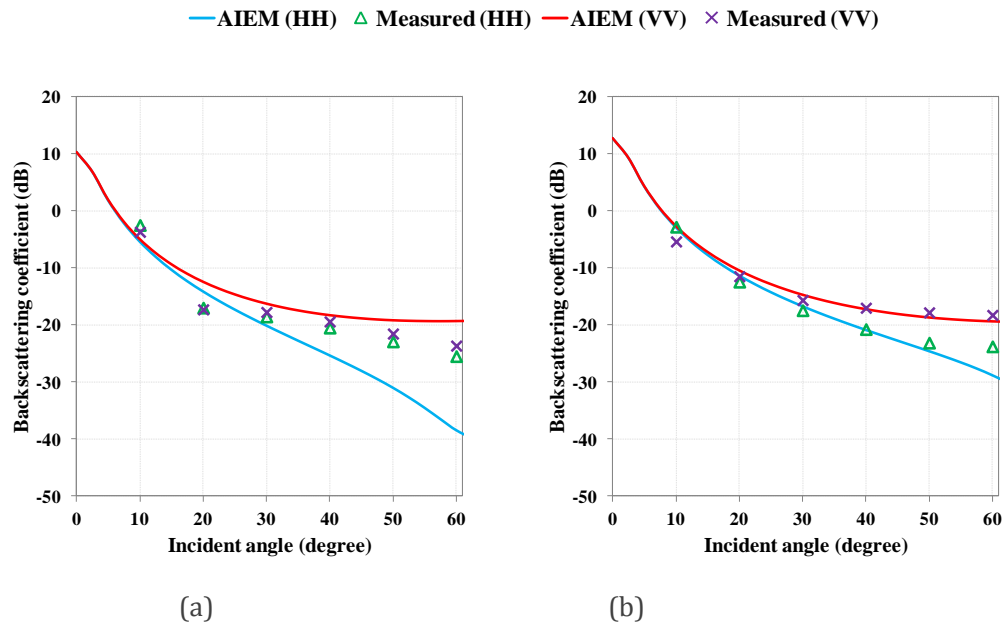 AIEM (HH) Measured (HH) AIEM (VV) Measured (VV)
20
10
0
-10
-20
-30
-40
-50
Backscattering coefficient (dB)
0 10 20 30 40 50 60
Incident angle (degree)
(a)
20
10
0
-10
-20
-30
-40
-50
Backscattering coefficient (dB)
0 10 20 30 40 50 60
Incident angle (degree)
(b)